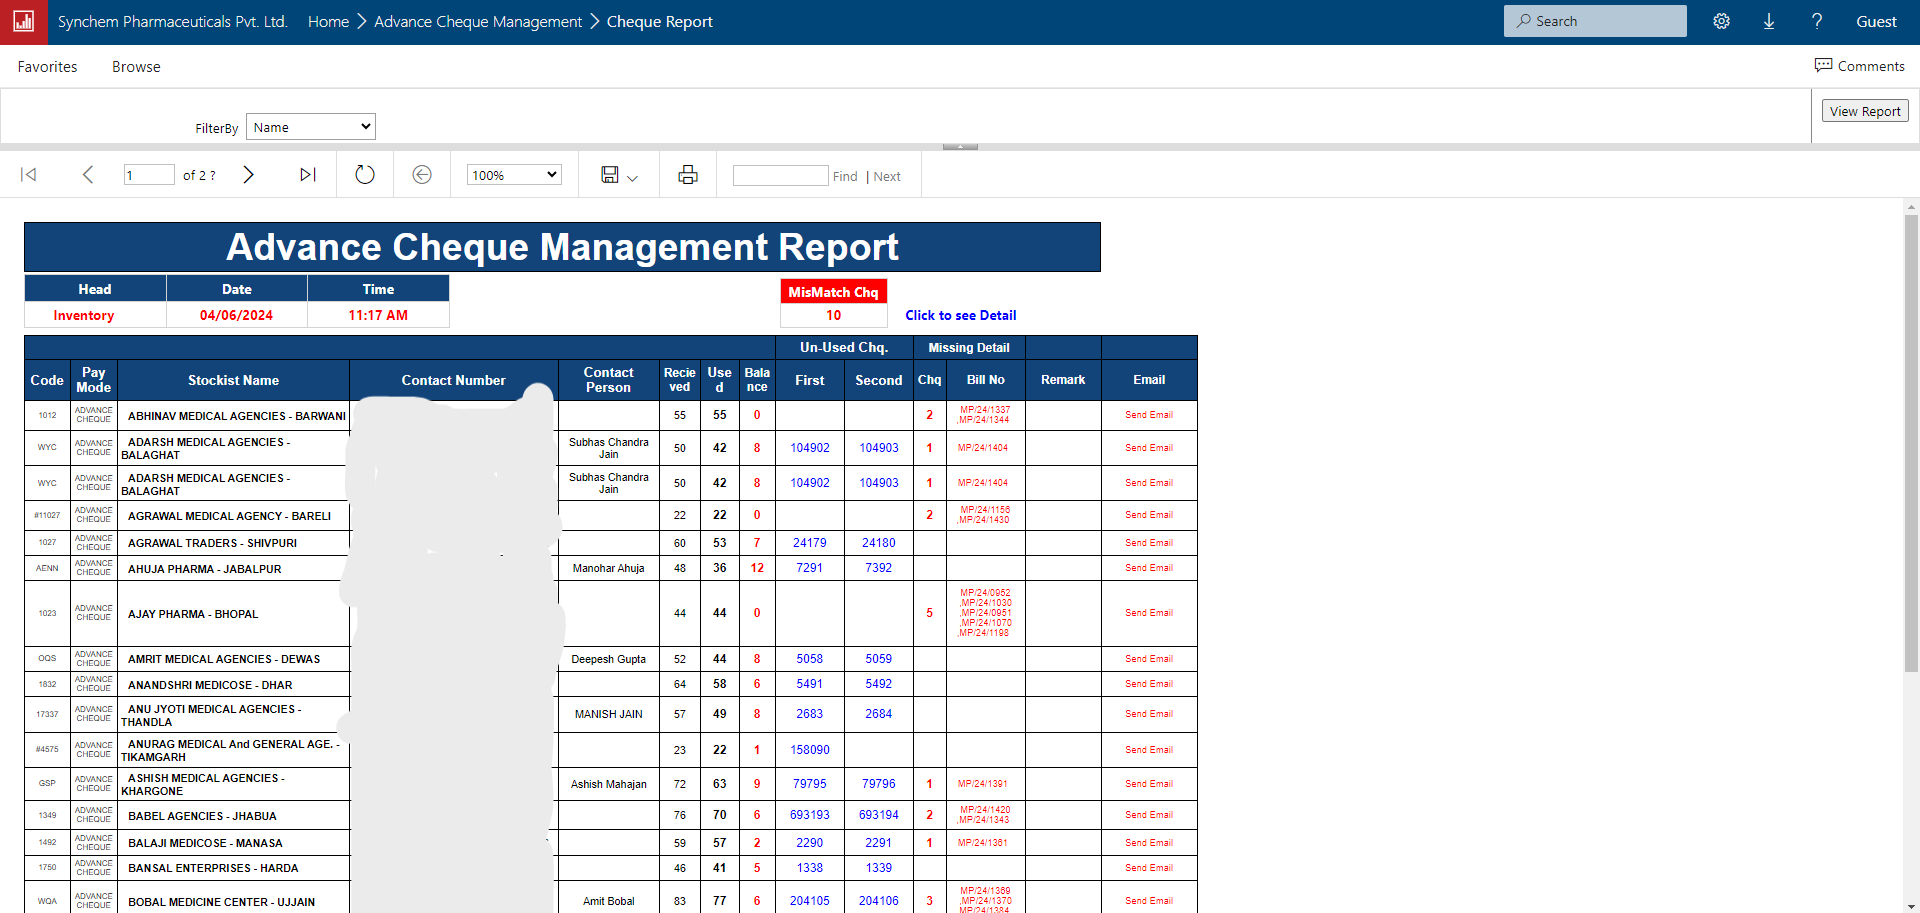 Synchem Pharmaceuticals Pvt. Ltd. Home > Advance Cheque Management > Cheque Report Search ? Guest
Favorites Browse Comments
FilterBy Name View Report
1 of 2 ? 100% Find | Next
Advance Cheque Management Report
Head Date Time MisMatch Chq
Inventory 04/06/2024 11:17 AM 10 Click to see Detail
Un-Used Chq. Missing Detail
Code Pay Mode Stockist Name Contact Number Contact Person Recie ved Use d Bala nce First Second Chq Bill No Remark Email
1012 ADVANCE CHEQUE ABHINAV MEDICAL AGENCIES - BARWANI 55 55 0 2 MP/24/1337 ,MP/24/1344 Send Email
WYC ADVANCE CHEQUE ADARSH MEDICAL AGENCIES - BALAGHAT Subhas Chandra Jain 50 42 8 104902 104903 1 MP/24/1404 Send Email
WYC ADVANCE CHEQUE ADARSH MEDICAL AGENCIES - BALAGHAT Subhas Chandra Jain 50 42 8 104902 104903 1 MP/24/1404 Send Email
#11027 ADVANCE CHEQUE AGRAWAL MEDICAL AGENCY - BARELI 22 22 0 2 MP/24/1156 ,MP/24/1430 Send Email
1027 ADVANCE CHEQUE AGRAWAL TRADERS - SHIVPURI 60 53 7 24179 24180 Send Email
AENN ADVANCE CHEQUE AHUJA PHARMA - JABALPUR Manohar Ahuja 48 36 12 7291 7392 Send Email
1023 ADVANCE CHEQUE AJAY PHARMA - BHOPAL 44 44 0 5 MP/24/0952 ,MP/24/1030 ,MP/24/0951 ,MP/24/1070 ,MP/24/1198 Send Email
OQS ADVANCE CHEQUE AMRIT MEDICAL AGENCIES - DEWAS Deepesh Gupta 52 44 8 5058 5059 Send Email
1832 ADVANCE CHEQUE ANANDSHRI MEDICOSE - DHAR 64 58 6 5491 5492 Send Email
17337 ADVANCE CHEQUE ANU JYOTI MEDICAL AGENCIES - THANDLA MANISH JAIN 57 49 8 2683 2684 Send Email
#4575 ADVANCE CHEQUE ANURAG MEDICAL And GENERAL AGE. - TIKAMGARH 23 22 1 158090 Send Email
GSP ADVANCE CHEQUE ASHISH MEDICAL AGENCIES - KHARGONE Ashish Mahajan 72 63 9 79795 79796 1 MP/24/1391 Send Email
1349 ADVANCE CHEQUE BABEL AGENCIES - JHABUA 76 70 6 693193 693194 2 MP/24/1420 ,MP/24/1343 Send Email
1492 ADVANCE CHEQUE BALAJI MEDICOSE - MANASA 59 57 2 2290 2291 1 MP/24/1361 Send Email
1750 ADVANCE CHEQUE BANSAL ENTERPRISES - HARDA 46 41 5 1338 1339 Send Email
WQA ADVANCE CHEQUE BOBAL MEDICINE CENTER - UJJAIN Amit Bobal 83 77 6 204105 204106 3 MP/24/1369 ,MP/24/1370 MP/24/1384 Send Email